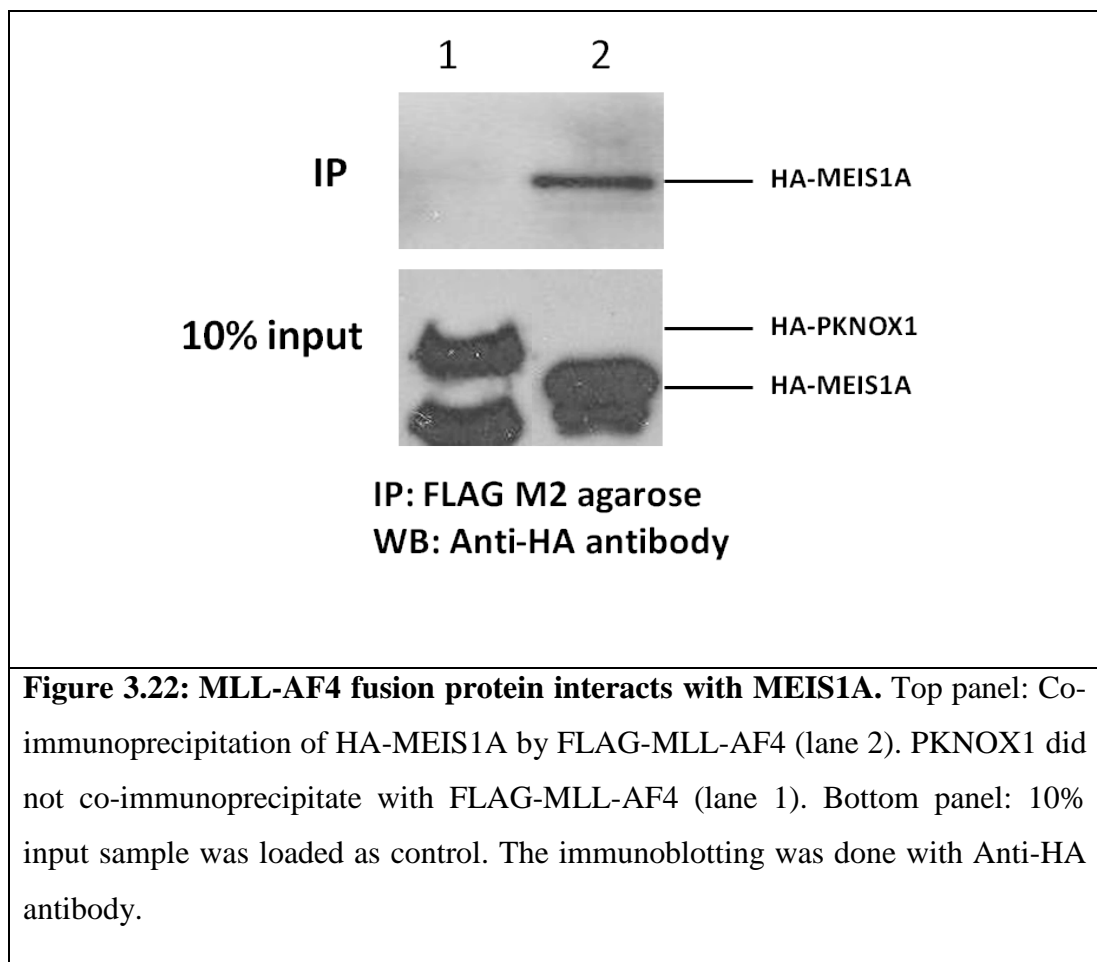 1 2
IP
HA-MEIS1A
10% input
HA-PKNOX1
HA-MEIS1A
IP: FLAG M2 agarose
WB: Anti-HA antibody
Figure 3.22: MLL-AF4 fusion protein interacts with MEIS1A. Top panel: Co-
immunoprecipitation of HA-MEIS1A by FLAG-MLL-AF4 (lane 2). PKNOX1 did
not co-immunoprecipitate with FLAG-MLL-AF4 (lane 1). Bottom panel: 10%
input sample was loaded as control. The immunoblotting was done with Anti-HA
antibody.